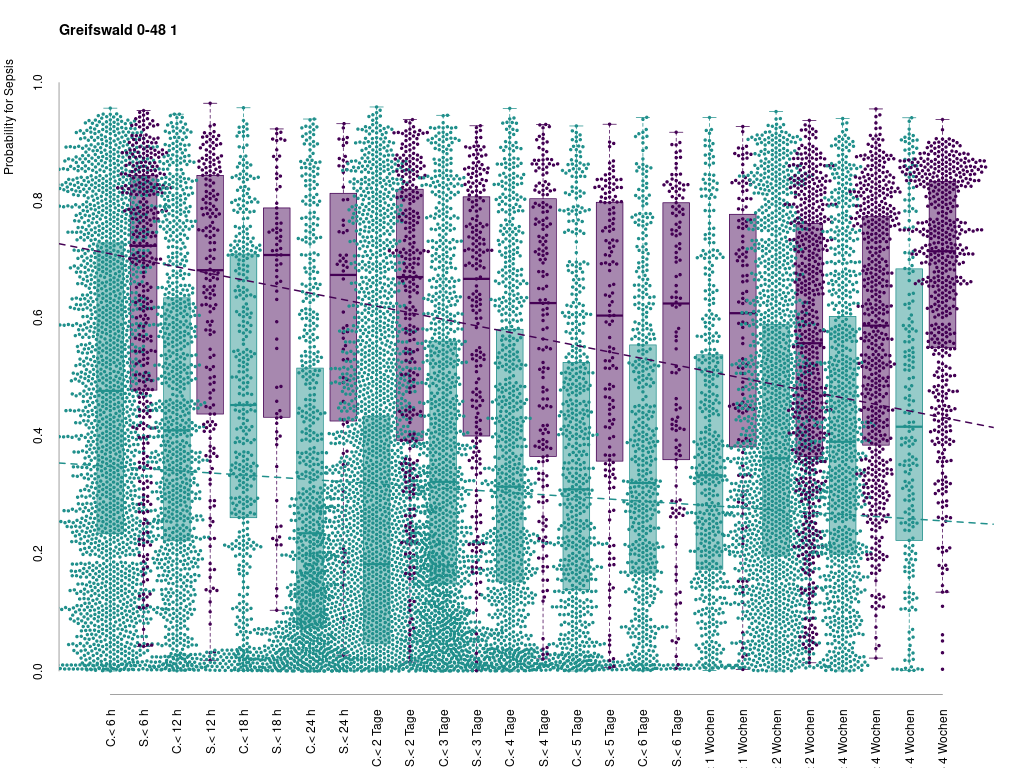 Greifswald 0-48 1
Probability for Sepsis
1.0
0.8
0.6
0.4
0.2
0.0
C.< 6 h
S.< 6 h
C.< 12 h
S.< 12 h
C.< 18 h
S.< 18 h
C.< 24 h
S.< 24 h
C.< 2 Tage
S.< 2 Tage
C.< 3 Tage
S.< 3 Tage
C.< 4 Tage
S.< 4 Tage
C.< 5 Tage
S.< 5 Tage
C.< 6 Tage
S.< 6 Tage
1 Wochen
1 Wochen
2 Wochen
2 Wochen
4 Wochen
4 Wochen
4 Wochen
4 Wochen